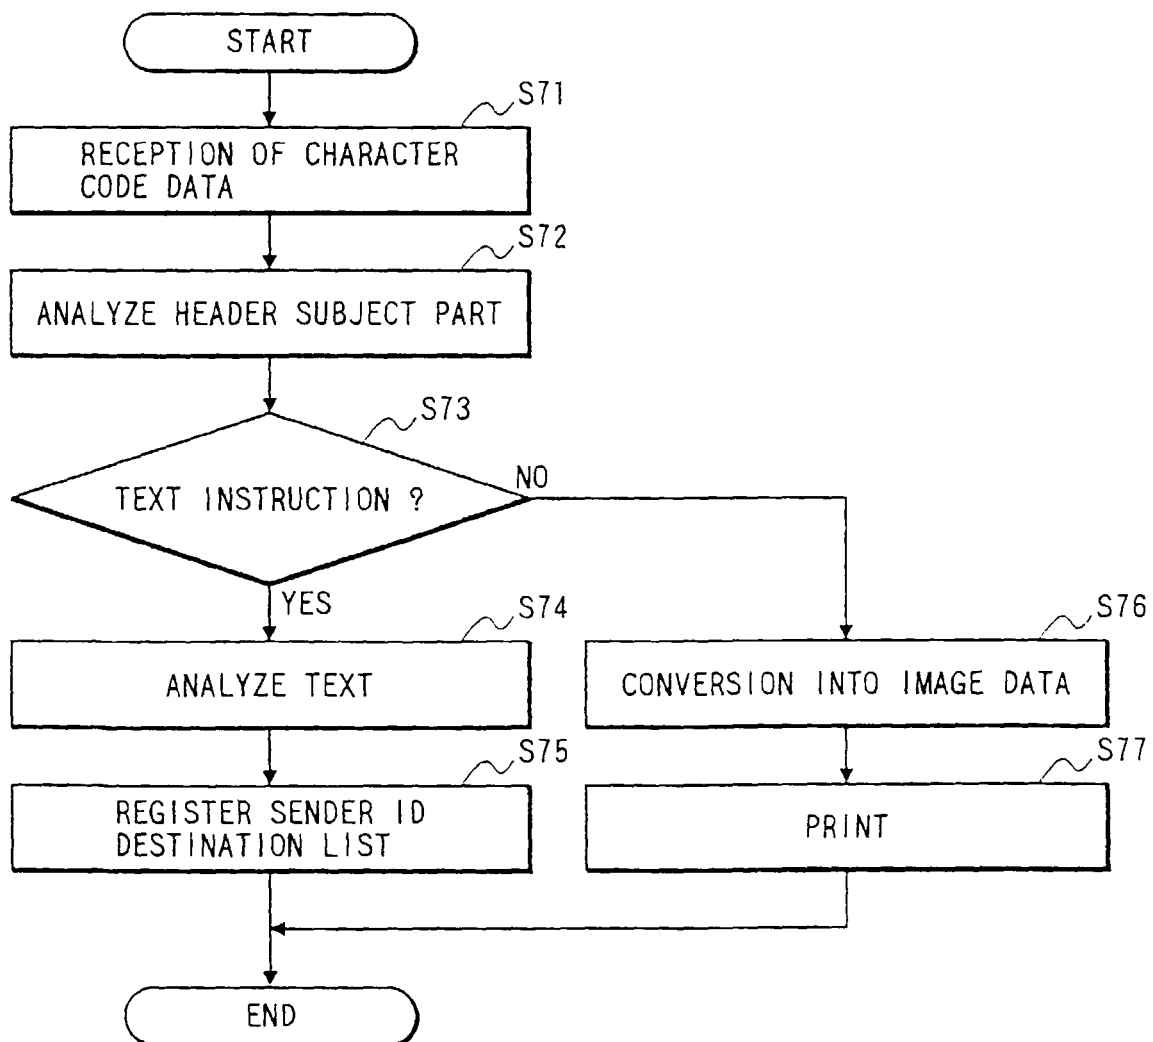 START
S71
RECEPTION OF CHARACTER
CODE DATA
S72
ANALYZE HEADER SUBJECT PART
S73
TEXT INSTRUCTION ?
NO
YES
S74
ANALYZE TEXT
S76
CONVERSION INTO IMAGE DATA
S75
REGISTER SENDER ID
DESTINATION LIST
S77
PRINT
END